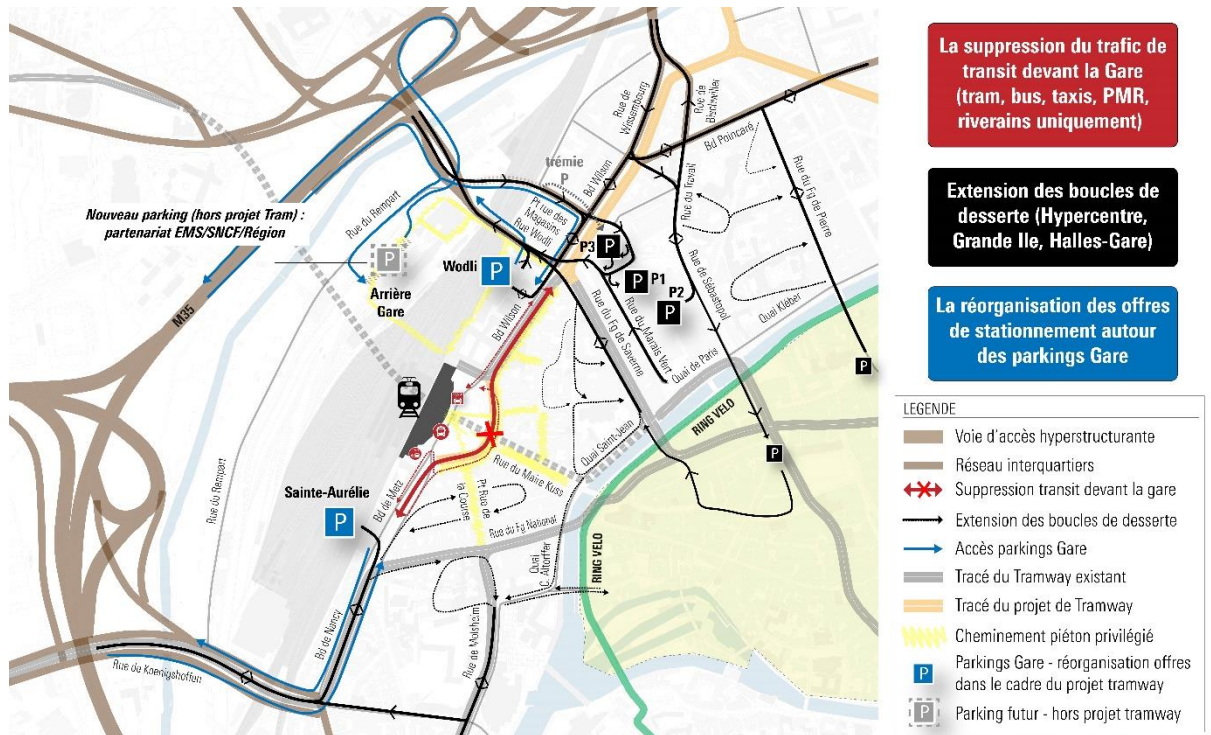 La suppression du trafic de
transit devant la Gare
(tram, bus, taxis, PMR,
riverains uniquement)
Extension des boucles de
desserte (Hypercentre,
Grande Ile, Halles-Gare)
La réorganisation des offres
de stationnement autour
des parkings Gare
LEGENDE
Voie d'accès hyperstructurante
Réseau interquartiers
Suppression transit devant la gare
Extension des boucles de desserte
Accès parkings Gare
Tracé du Tramway existant
Tracé du projet de Tramway
Cheminement piéton privilégié
P
Parkings Gare - réorganisation offres
dans le cadre du projet tramway
P
Parking futur - hors projet tramway
Nouveau parking (hors projet Tram) :
partenariat EMS/SNCF/Région
Rue de
Wissembourg
Rue de
Bischwiller
Bd Poincaré
trémie
P
Bd Wilson
Rue du Travail
Rue du Fg de Pierre
Rue du Rempart
Pt rue des
Magasins
Rue Wodli
P
Arrière
Gare
Wodli
P
P3
P
P
P1
P2
P
M35
Bd Wilson
Rue de Sébastopol
Quai Kléber
Rue du Fg de Saverne
Rue du Marais Vert
Quai de Paris
P
RING VELO
Quai Saint-Jean
P
Rue du Maire Kuss
Rue du Rempart
Sainte-Aurélie
P
Bd de Metz
Pt Rue de
la Course
Rue du Fg National
Quai
C. Altorffer
RING VELO
Bd de Nancy
Rue de Molsheim
Rue de Koenigshoffen